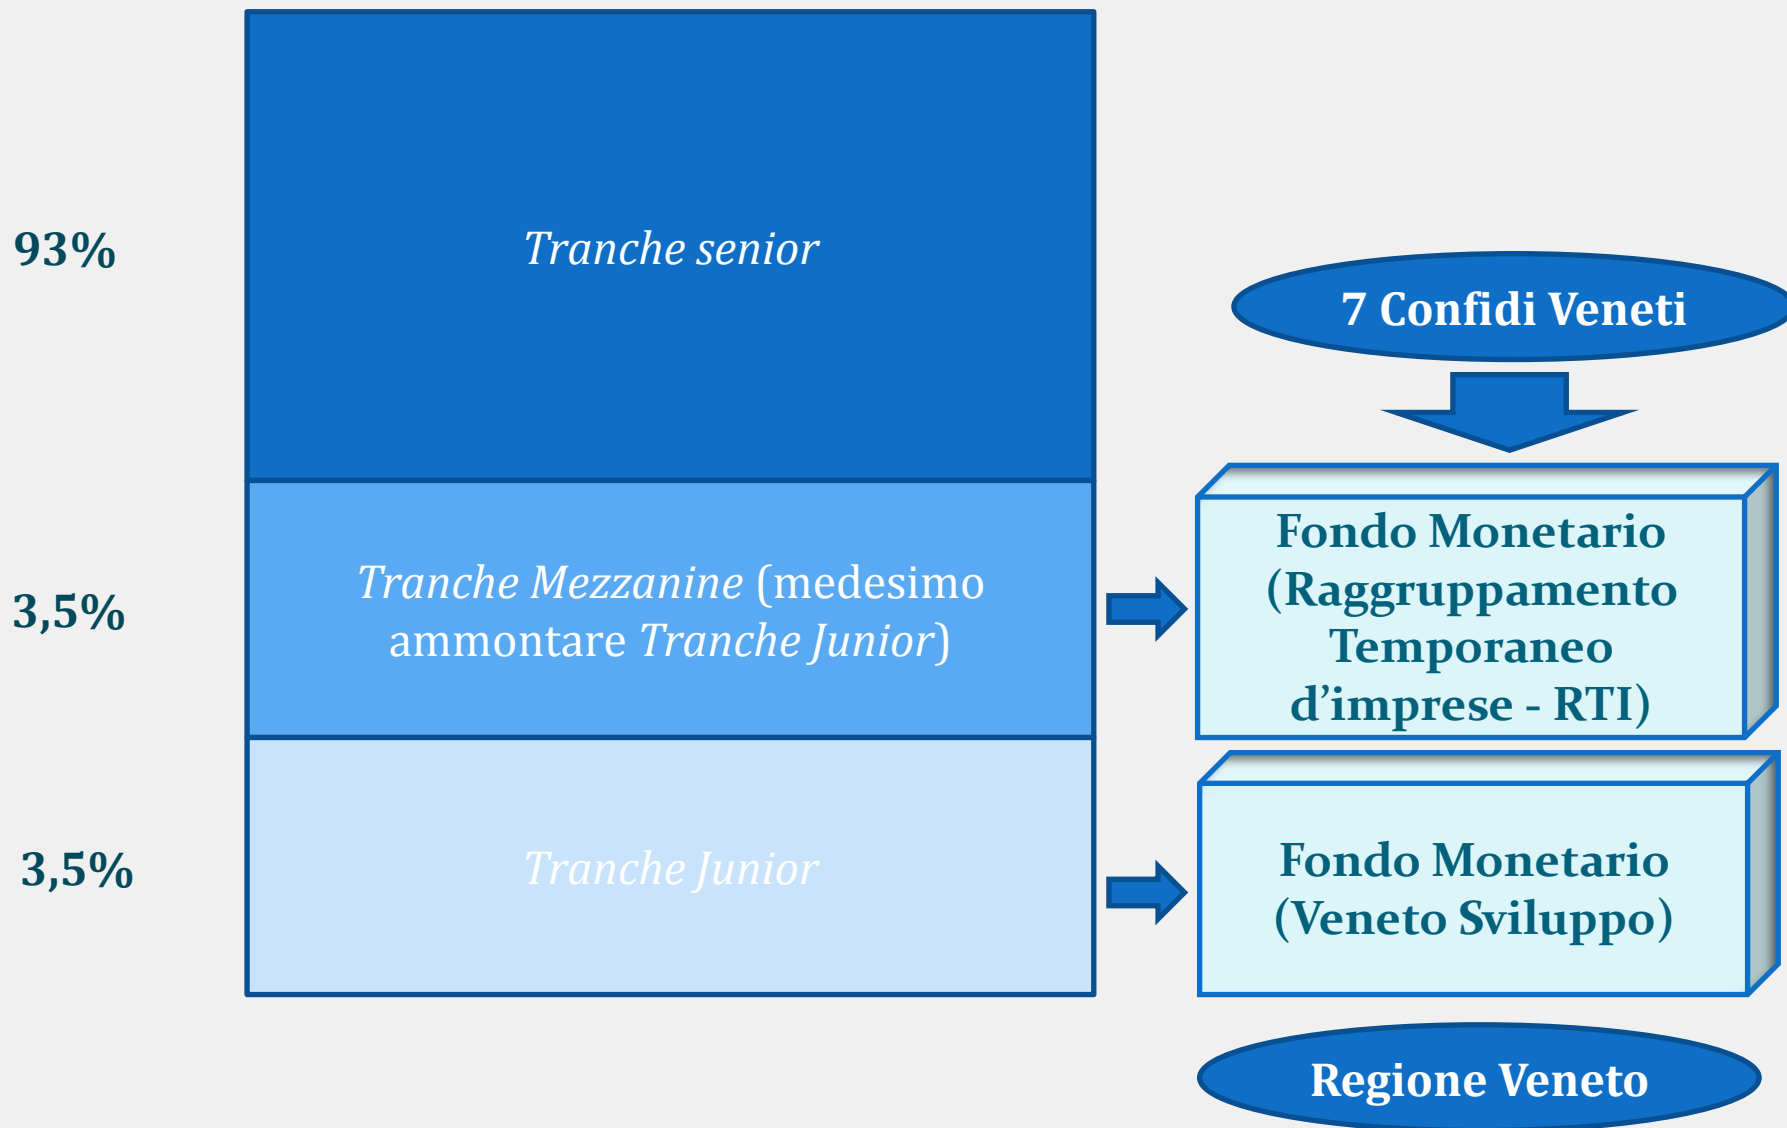 93%
Tranche senior
7 Confidi Veneti
3,5%
Tranche Mezzanine (medesimo
ammontare Tranche Junior)
Fondo Monetario
(Raggruppamento
Temporaneo
d’imprese - RTI)
3,5%
Tranche Junior
Fondo Monetario
(Veneto Sviluppo)
Regione Veneto